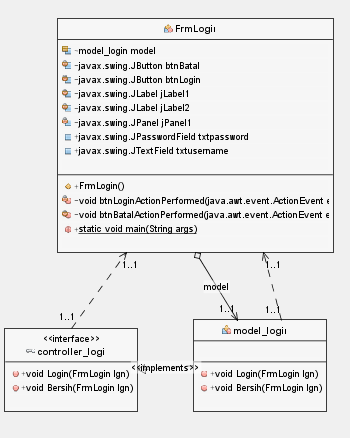 FrmLogin
-model_login model
-javax.swing.JButton btnBatal
-javax.swing.JButton btnLogin
-javax.swing.JLabel jLabel1
-javax.swing.JLabel jLabel2
-javax.swing.JPanel jPanel1
+javax.swing.JPasswordField txtpassword
+javax.swing.JTextField txtusername
+FrmLogin()
-void btnLoginActionPerformed(java.awt.event.ActionEvent e
-void btnBatalActionPerformed(java.awt.event.ActionEvent e
+static void main(String args)
1..1
1..1
model
1..1
1..1
1..1
<<interface>>
controller_logi
+void Login(FrmLogin lgn)
+void Bersih(FrmLogin lgn)
<<implements>>
model_login
+void Login(FrmLogin lgn)
+void Bersih(FrmLogin lgn)